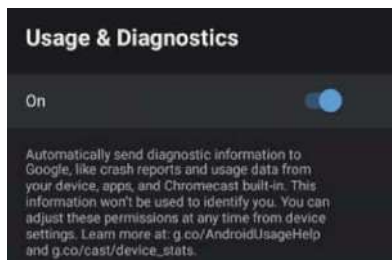 Usage & Diagnostics
On
Automatically send diagnostic information to
Google, like crash reports and usage data from
your device, apps, and Chromecast built-in. This
information won't be used to identify you. You can
adjust these permissions at any time from device
settings. Learn more at: g.co/AndroidUsageHelp
and g.co/cast/device_stats.